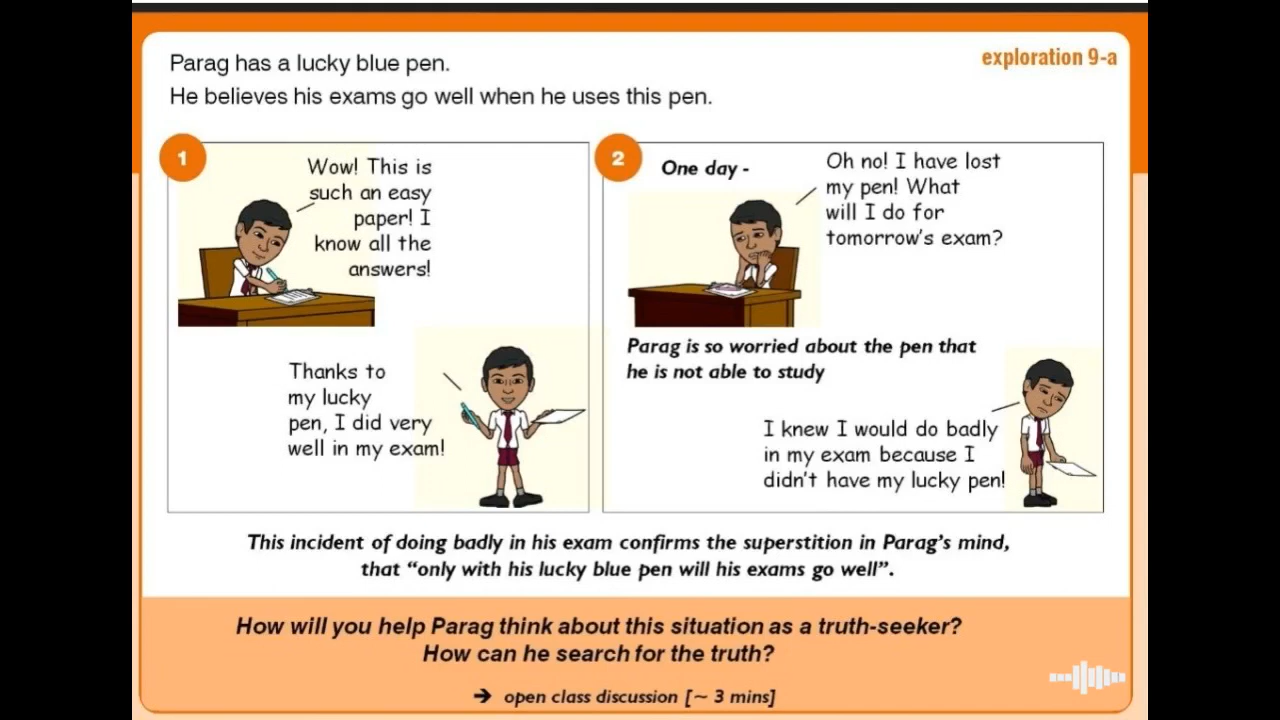 exploration 9-a
Parag has a lucky blue pen.
He believes his exams go well when he uses this pen.
1
Wow! This is
such an easy
paper! I
know all the
answers!
Thanks to
my lucky
pen, I did very
well in my exam!
2
One day -
Oh no! I have lost
my pen! What
will I do for
tomorrow's exam?
Parag is so worried about the pen that
he is not able to study
I knew I would do badly
in my exam because I
didn't have my lucky pen!
This incident of doing badly in his exam confirms the superstition in Parag's mind,
that "only with his lucky blue pen will his exams go well".
How will you help Parag think about this situation as a truth-seeker?
How can he search for the truth?
➔ open class discussion [~ 3 mins]